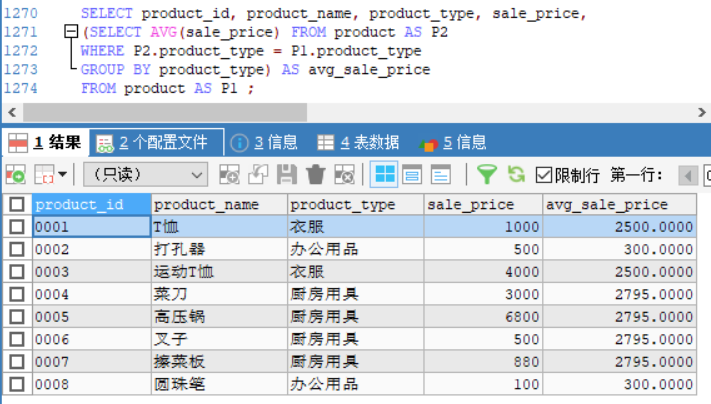 1270 SELECT product_id, product_name, product_type, sale_price,
1271 (SELECT AVG(sale_price) FROM product AS P2
1272 WHERE P2.product_type = P1.product_type
1273 GROUP BY product_type) AS avg_sale_price
1274 FROM product AS P1 ;
1 结果 2 个配置文件 3 信息 4 表数据 5 信息
（只读） 限制行 第一行：
product_id product_name product_type sale_price avg_sale_price
0001 T恤 衣服 1000 2500.0000
0002 打孔器 办公用品 500 300.0000
0003 运动T恤 衣服 4000 2500.0000
0004 菜刀 厨房用具 3000 2795.0000
0005 高压锅 厨房用具 6800 2795.0000
0006 叉子 厨房用具 500 2795.0000
0007 擦菜板 厨房用具 880 2795.0000
0008 圆珠笔 办公用品 100 300.0000